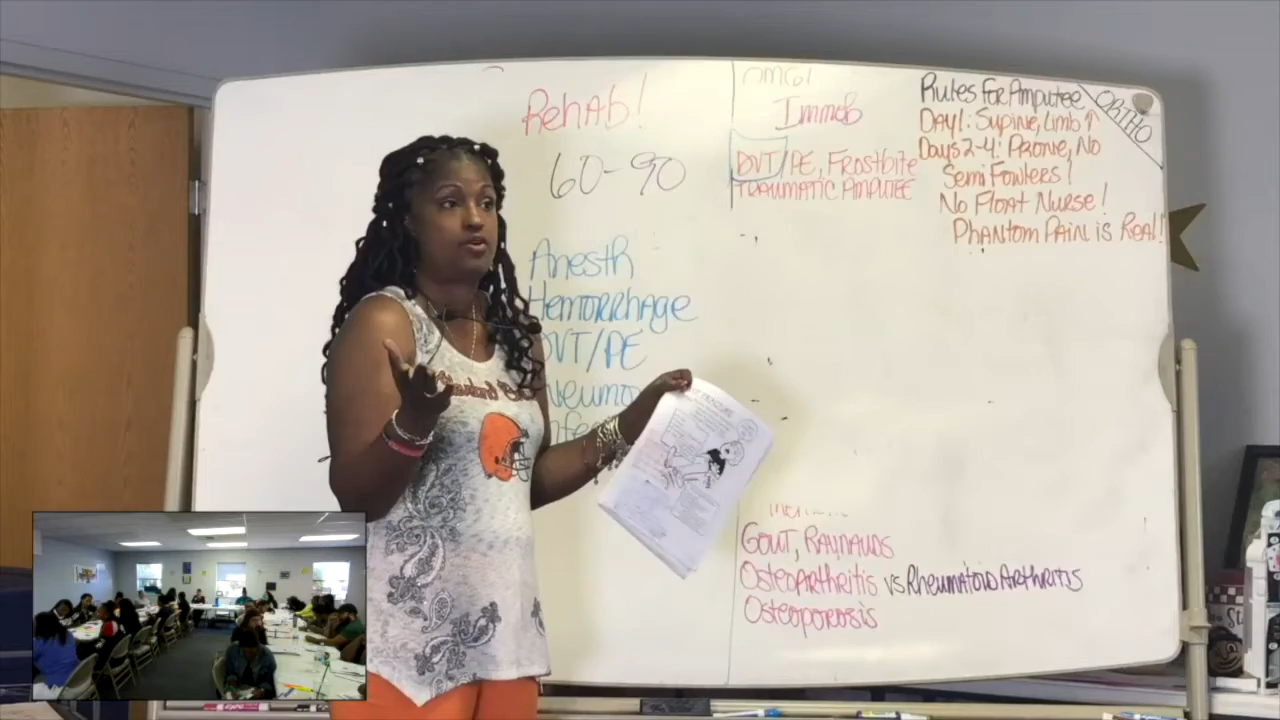 Rehab!
60-90
Anesth
Hemorrhage
DVT/PE
Immob
DVT/PE, Frostbite
Traumatic Amputee
Rules for Amputee
Day 1: Supine, Limb ↑
Days 2-4: Prone, No
Semi Fowlers!
No Float Nurse!
Phantom Pain is Real!
ORTHO
Gout, Raynauds
Osteoarthritis vs Rheumatoid Arthritis
Osteoporosis